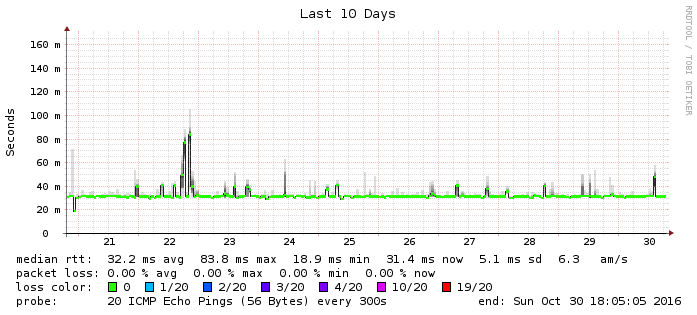 Last 10 Days
RRDTOOL / TOBI OETIKER
Seconds
160 m
140 m
120 m
100 m
80 m
60 m
40 m
20 m
0
21 22 23 24 25 26 27 28 29 30
median rtt: 32.2 ms avg 83.8 ms max 18.9 ms min 31.4 ms now 5.1 ms sd 6.3 am/s
packet loss: 0.00 % avg 0.00 % max 0.00 % min 0.00 % now
loss color: 0 1/20 2/20 3/20 4/20 10/20 19/20
probe: 20 ICMP Echo Pings (56 Bytes) every 300s end: Sun Oct 30 18:05:05 2016